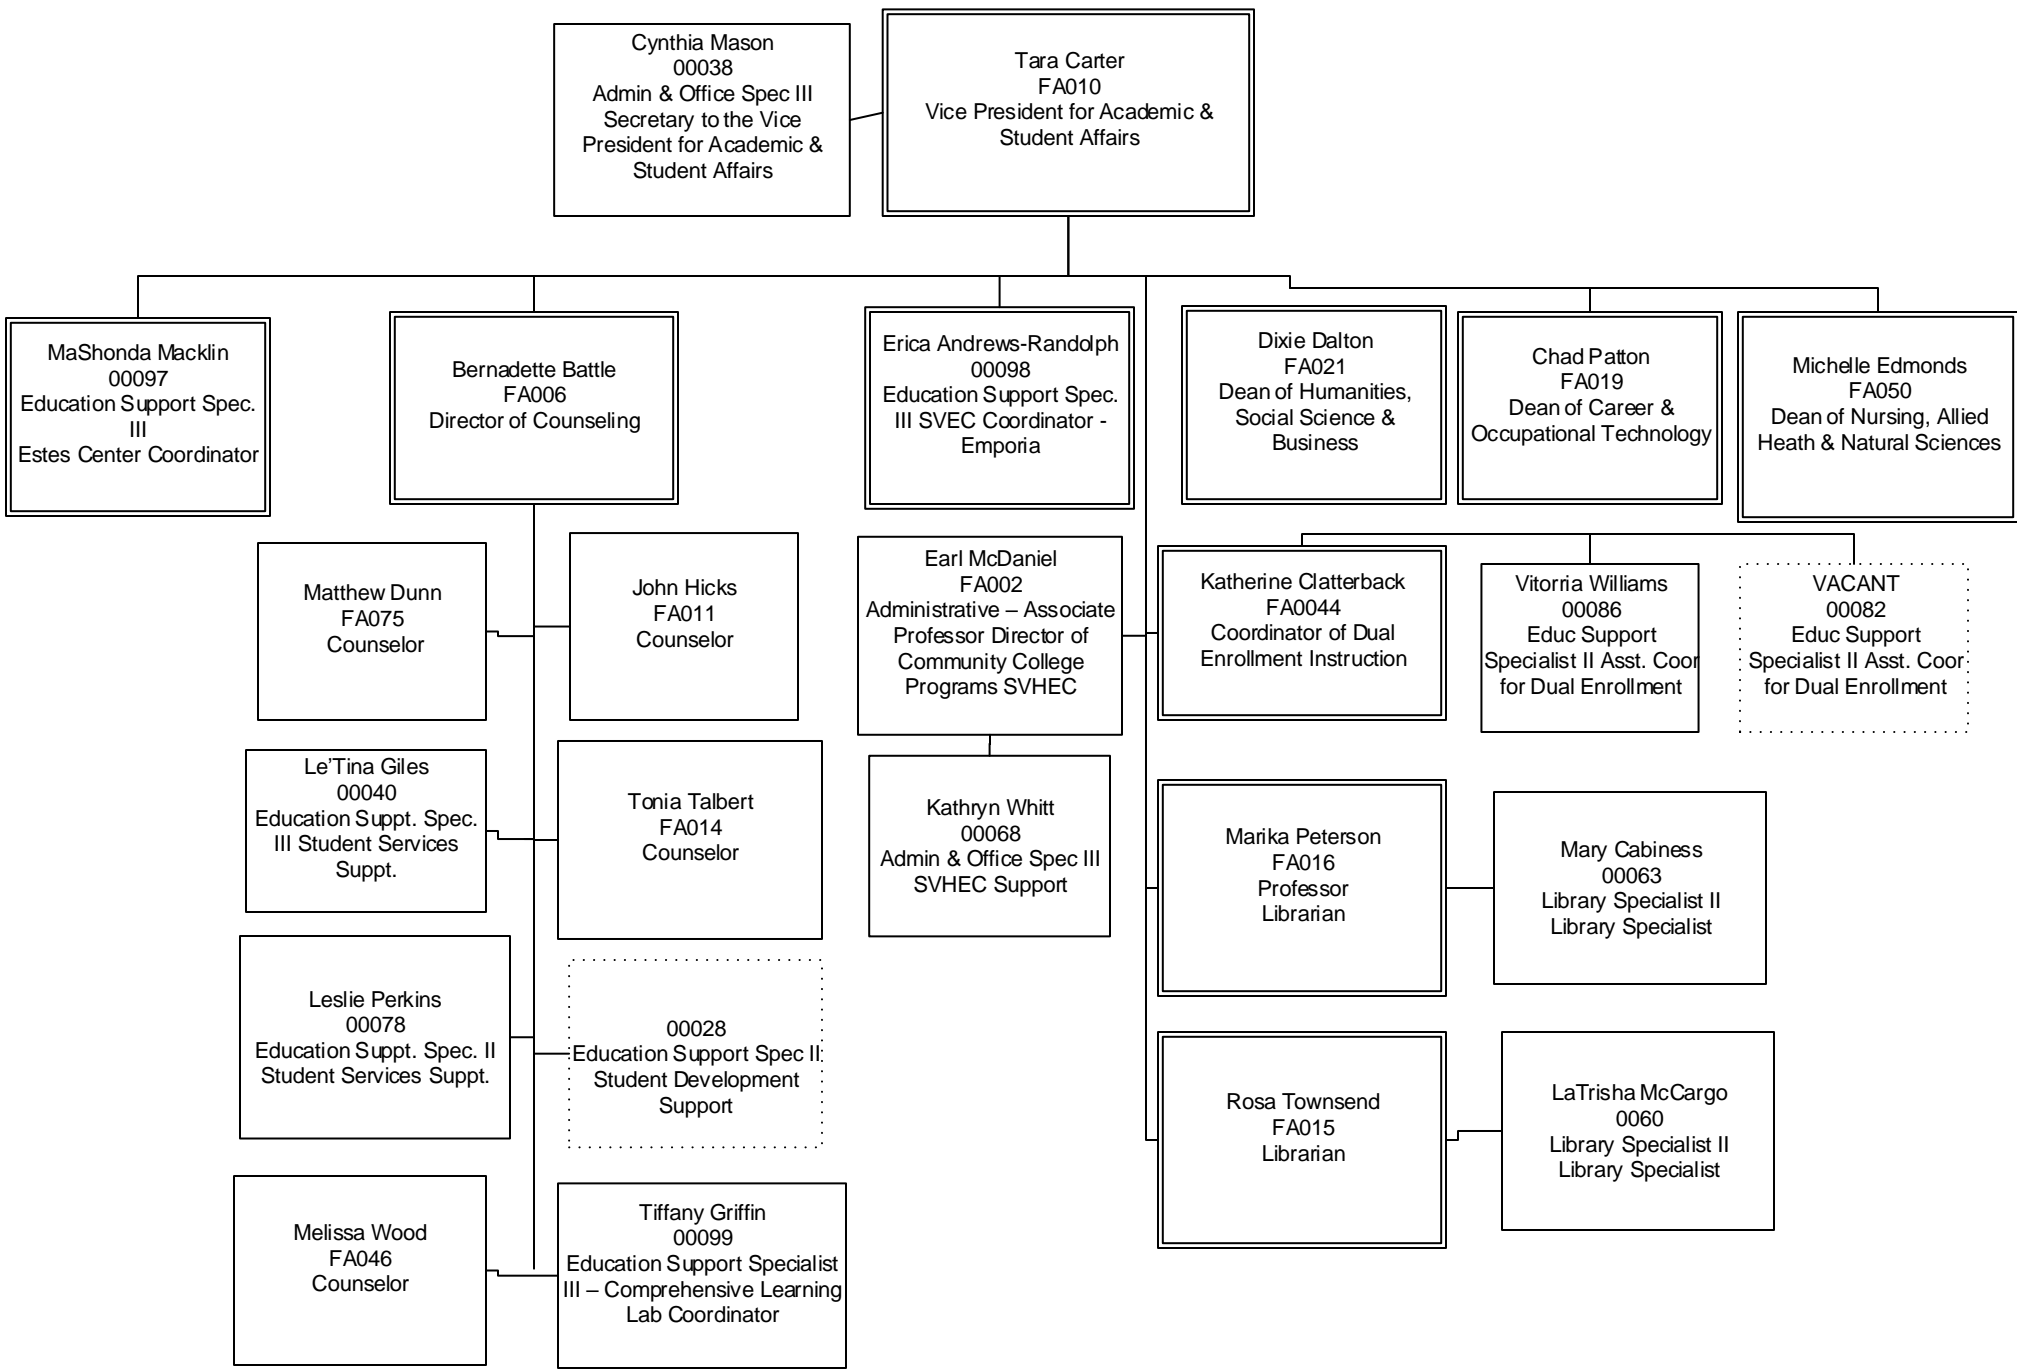 Cynthia Mason
00038
Admin & Office Spec III
Secretary to the Vice
President for Academic &
Student Affairs
Tara Carter
FA010
Vice President for Academic &
Student Affairs
MaShonda Macklin
00097
Education Support Spec.
III
Estes Center Coordinator
Bernadette Battle
FA006
Director of Counseling
Erica Andrews-Randolph
00098
Education Support Spec.
III SVEC Coordinator -
Emporia
Dixie Dalton
FA021
Dean of Humanities,
Social Science &
Business
Chad Patton
FA019
Dean of Career &
Occupational Technology
Michelle Edmonds
FA050
Dean of Nursing, Allied
Heath & Natural Sciences
Matthew Dunn
FA075
Counselor
John Hicks
FA011
Counselor
Earl McDaniel
FA002
Administrative – Associate
Professor Director of
Community College
Programs SVHEC
Katherine Clatterback
FA0044
Coordinator of Dual
Enrollment Instruction
Vitorria Williams
00086
Educ Support
Specialist II Asst. Coor
for Dual Enrollment
VACANT
00082
Educ Support
Specialist II Asst. Coor
for Dual Enrollment
Le'Tina Giles
00040
Education Suppt. Spec.
III Student Services
Suppt.
Tonia Talbert
FA014
Counselor
Kathryn Whitt
00068
Admin & Office Spec III
SVHEC Support
Marika Peterson
FA016
Professor
Librarian
Mary Cabiness
00063
Library Specialist II
Library Specialist
Leslie Perkins
00078
Education Suppt. Spec. II
Student Services Suppt.
00028
Education Support Spec II
Student Development
Support
Rosa Townsend
FA015
Librarian
LaTrisha McCargo
0060
Library Specialist II
Library Specialist
Melissa Wood
FA046
Counselor
Tiffany Griffin
00099
Education Support Specialist
III – Comprehensive Learning
Lab Coordinator